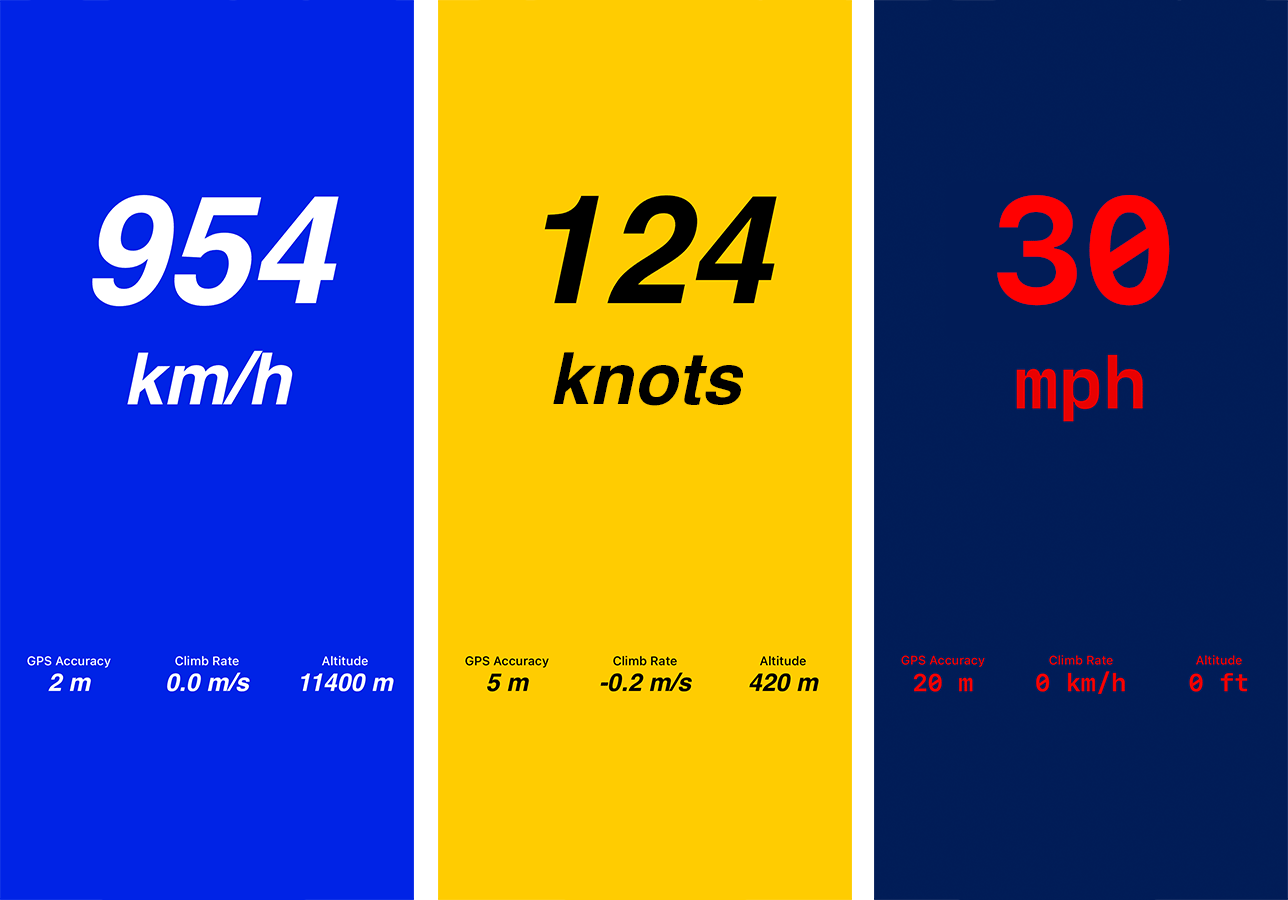 954
km/h
GPS Accuracy
2 m
Climb Rate
0.0 m/s
Altitude
11400 m
124
knots
GPS Accuracy
5 m
Climb Rate
-0.2 m/s
Altitude
420 m
30
mph
GPS Accuracy
20 m
Climb Rate
0 km/h
Altitude
0 ft